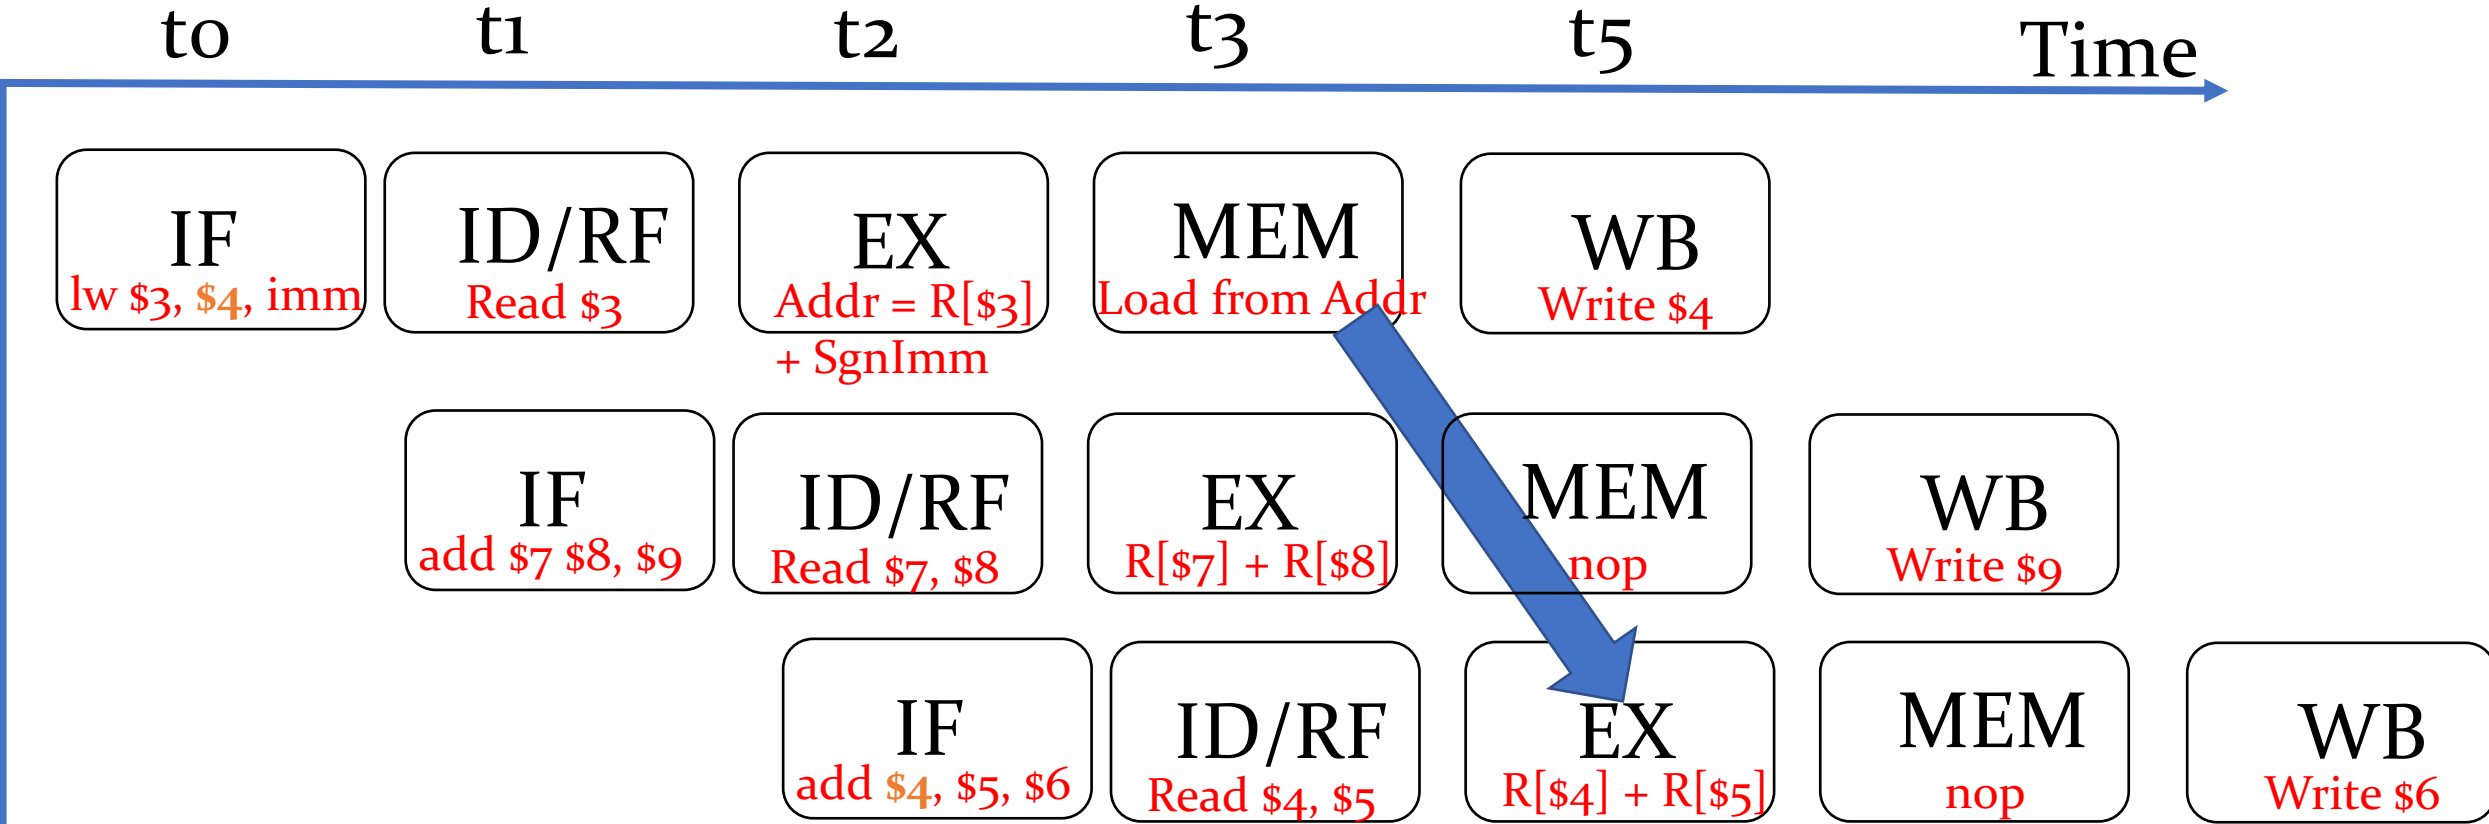 t0 t1 t2 t3 t5 Time
IF ID/RF EX MEM WB
lw $3, $4, imm Read $3 Addr = R[$3] Load from Addr Write $4
+ SgnImm
IF ID/RF EX MEM WB
add $7 $8, $9 Read $7, $8 R[$7] + R[$8] nop Write $9
IF ID/RF EX MEM WB
add $4, $5, $6 Read $4, $5 R[$4] + R[$5] nop Write $6